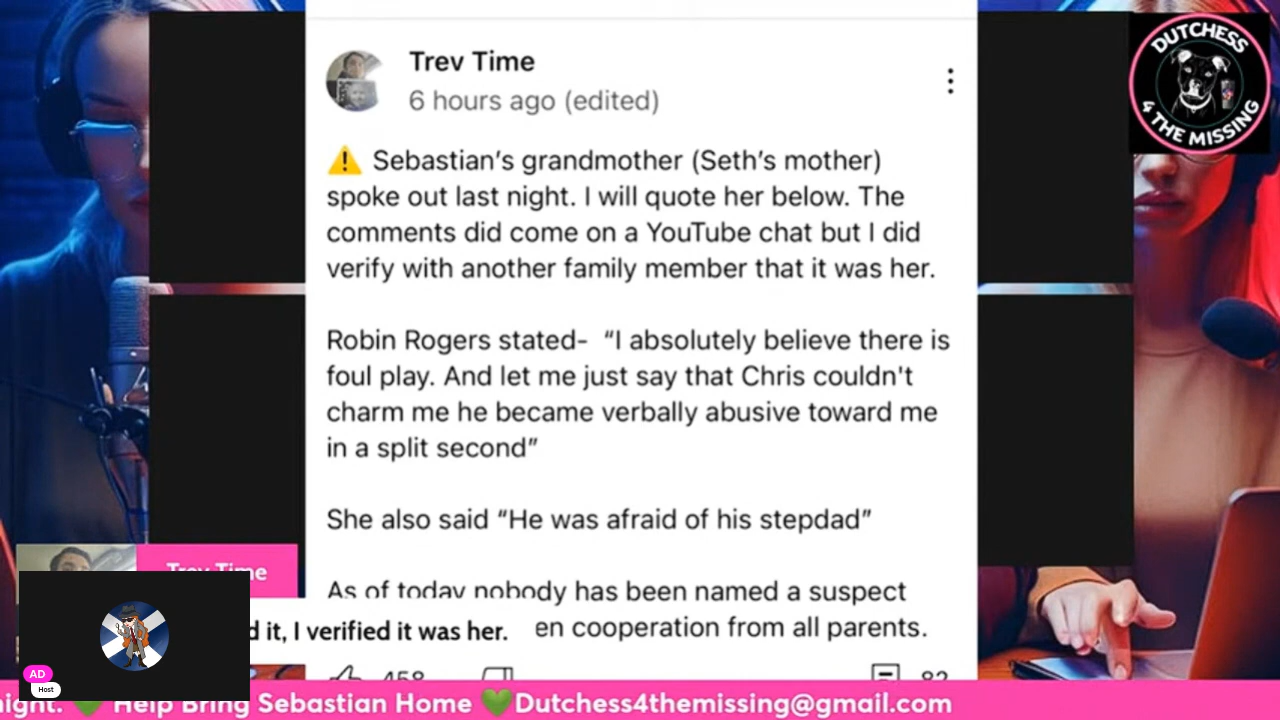 Trev Time
6 hours ago (edited)
⚠️ Sebastian's grandmother (Seth's mother)
spoke out last night. I will quote her below. The
comments did come on a YouTube chat but I did
verify with another family member that it was her.
Robin Rogers stated- “I absolutely believe there is
foul play. And let me just say that Chris couldn't
charm me he became verbally abusive toward me
in a split second”
She also said “He was afraid of his stepdad”
As of today nobody has been named a suspect
en cooperation from all parents.
458
82
DUTCHESS
4 THE MISSING
Trev Time
d it, I verified it was her.
AD
Host
night. 💚 Help Bring Sebastian Home 💚Dutchess4themissing@gmail.com